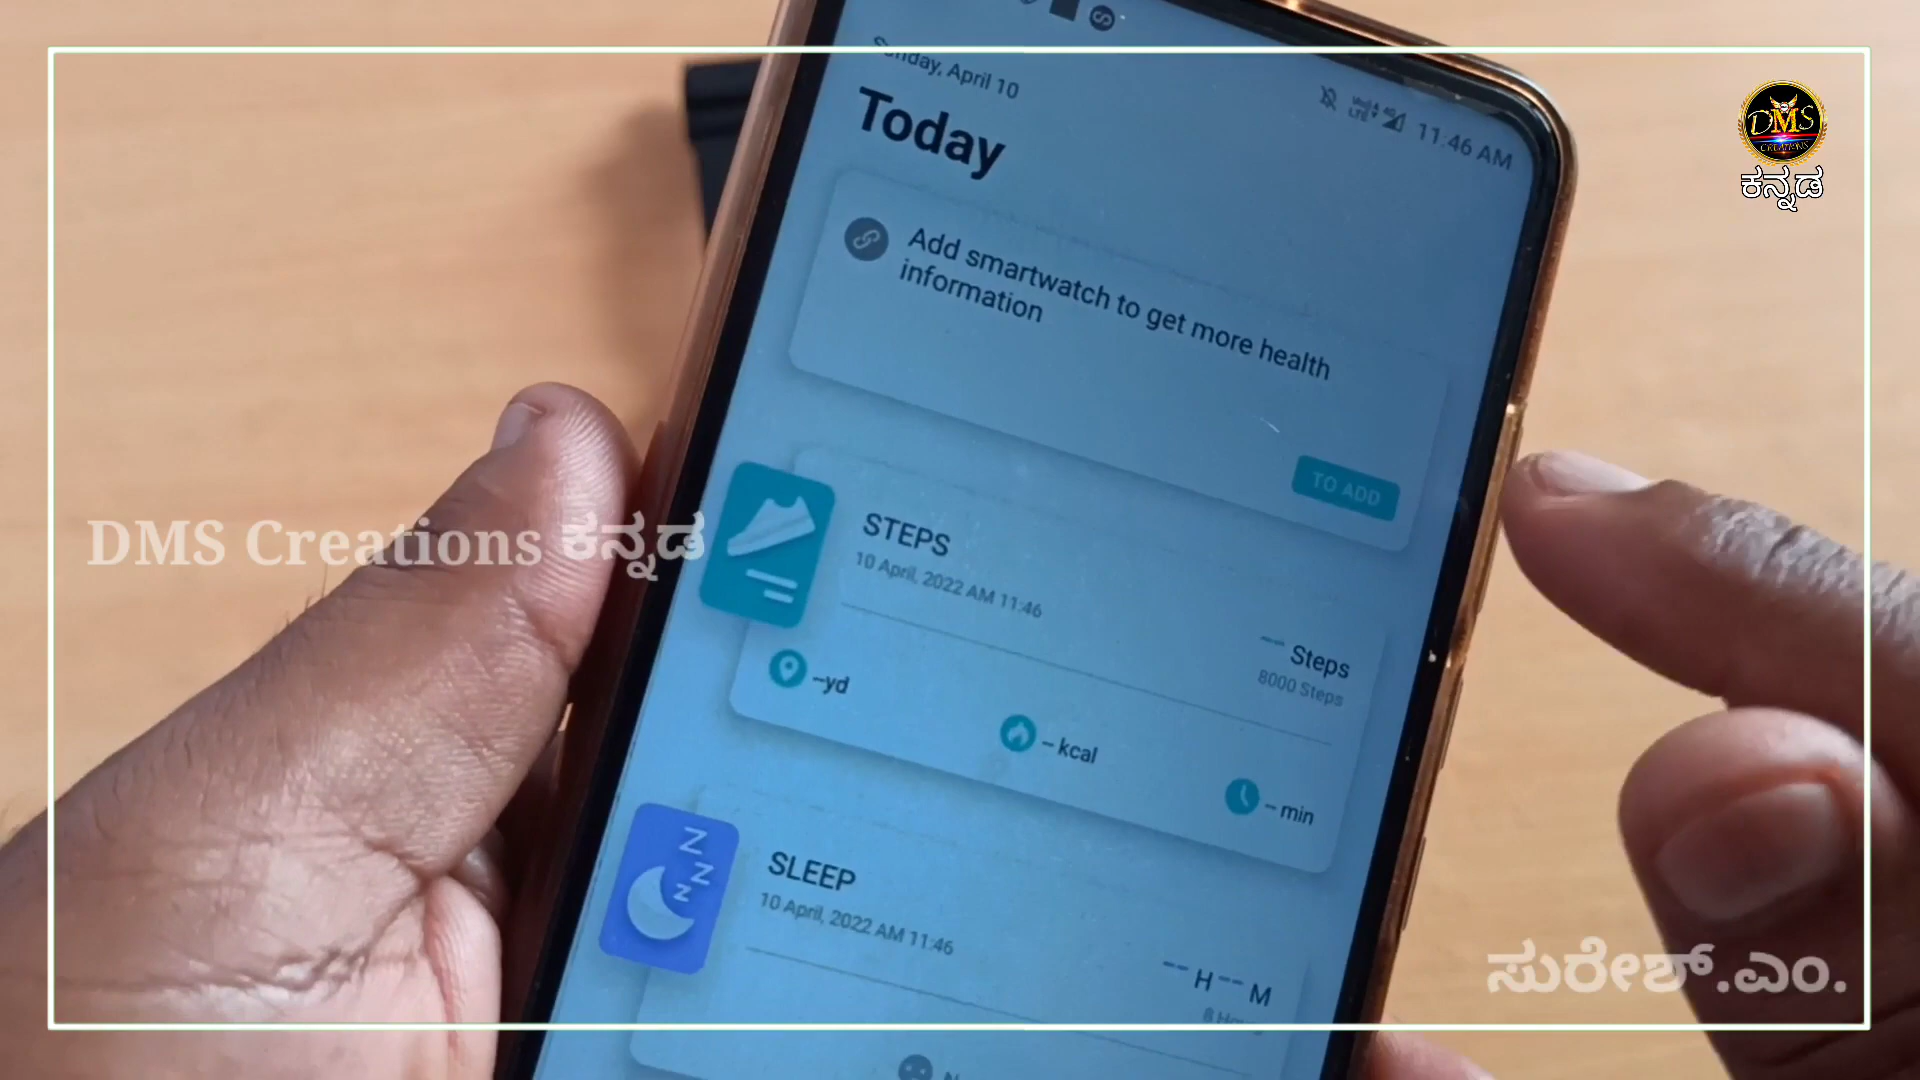 Sunday, April 10
11:46 AM
Today
DMS
CREATIONS
ಕನ್ನಡ
Add smartwatch to get more health
information
TO ADD
DMS Creations ಕನ್ನಡ
STEPS
10 April, 2022 AM 11:46
-- Steps
8000 Steps
--yd
-- kcal
-- min
SLEEP
10 April, 2022 AM 11:46
-- H -- M
ಸುರೇಶ್.ಎಂ.